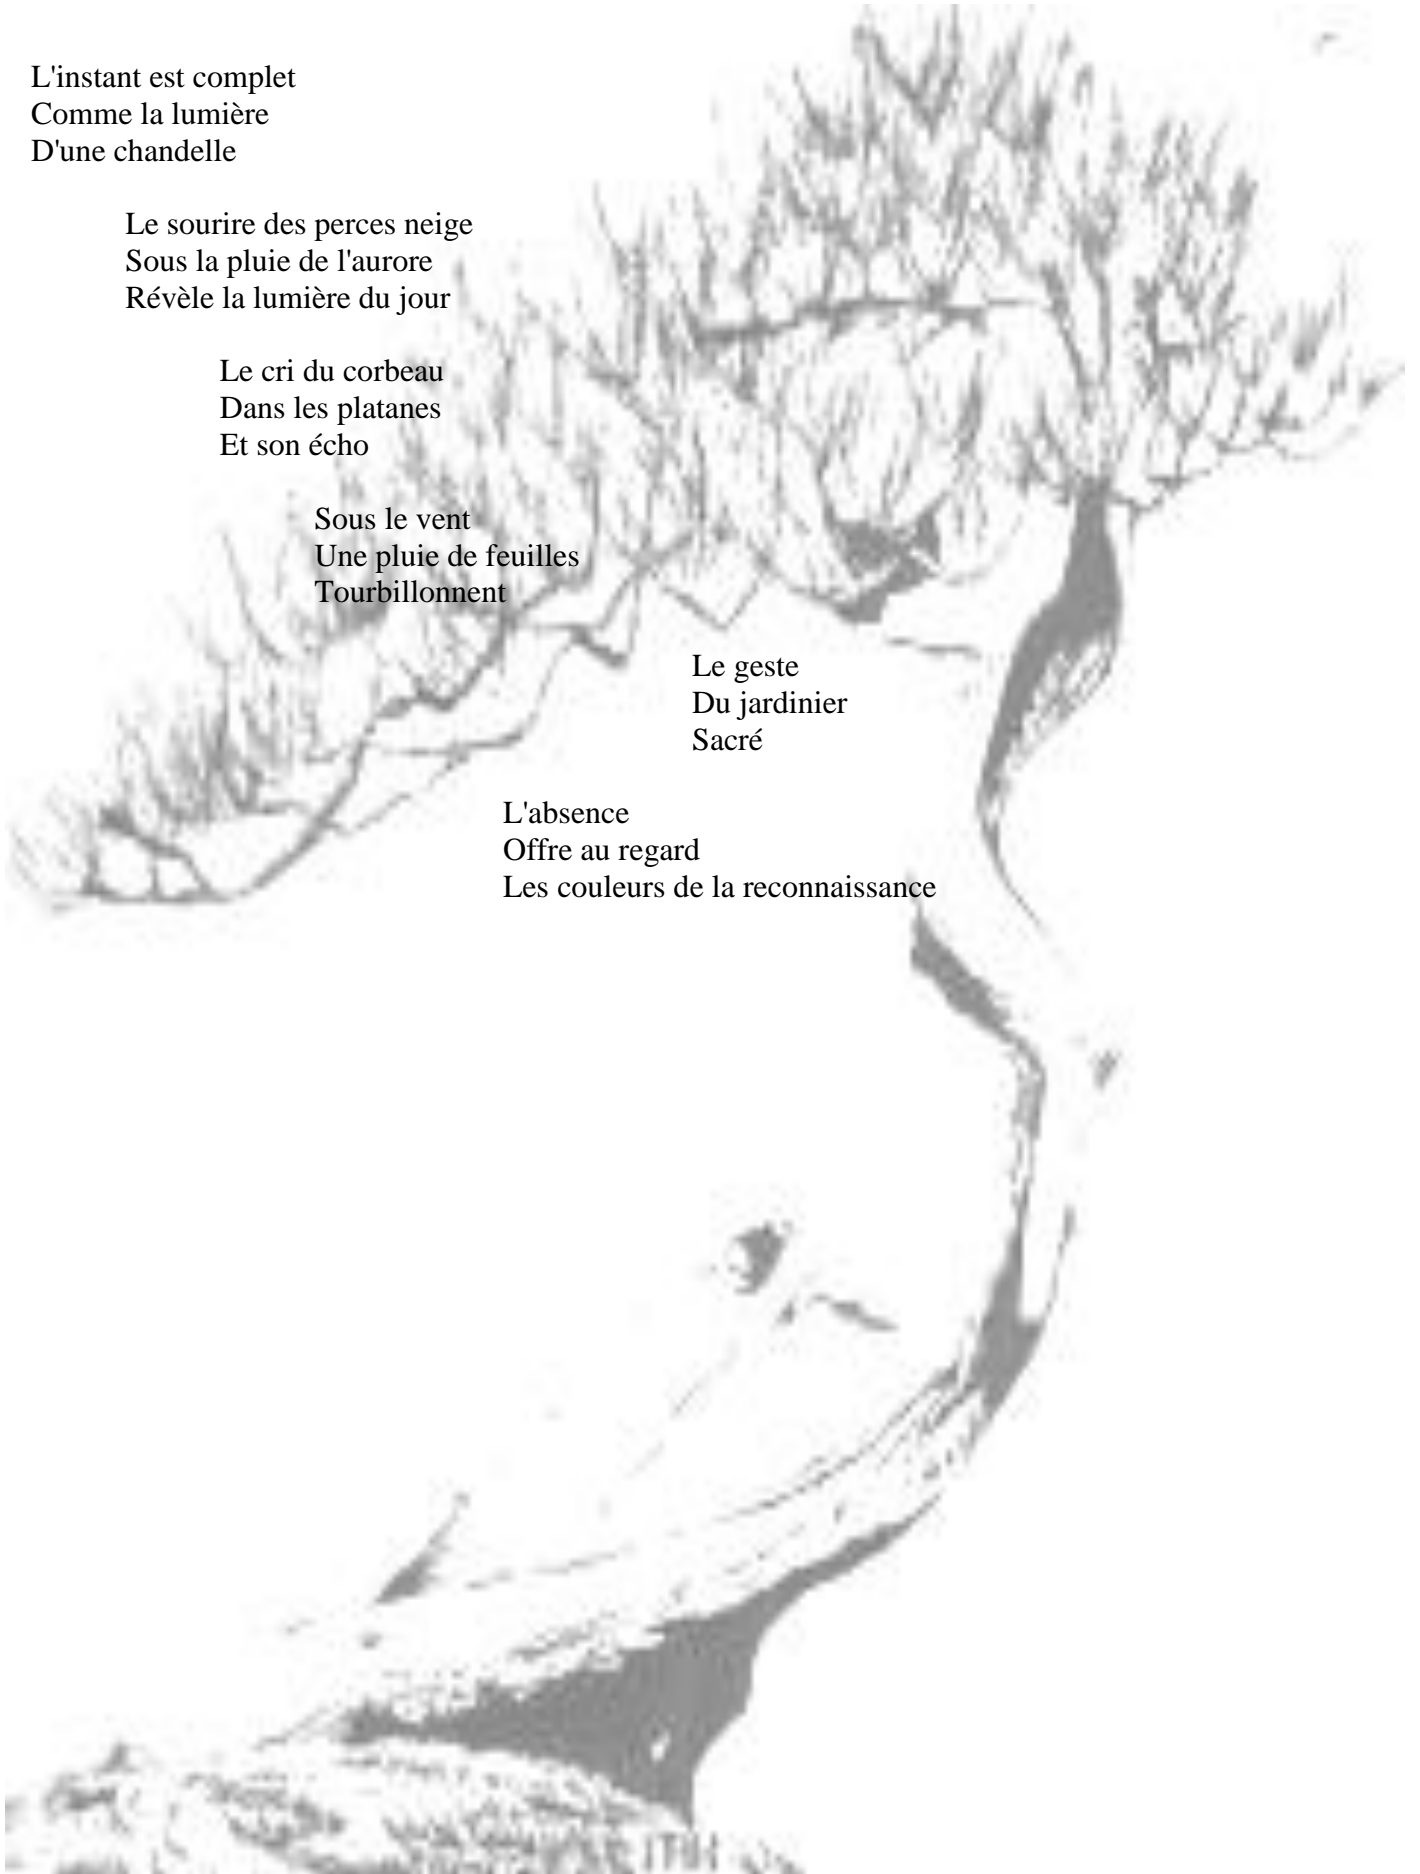 L'instant est complet
Comme la lumière
D'une chandelle
Le sourire des perces neige
Sous la pluie de l'aurore
Révèle la lumière du jour
Le cri du corbeau
Dans les platanes
Et son écho
Sous le vent
Une pluie de feuilles
Tourbillonnent
Le geste
Du jardinier
Sacré
L'absence
Offre au regard
Les couleurs de la reconnaissance